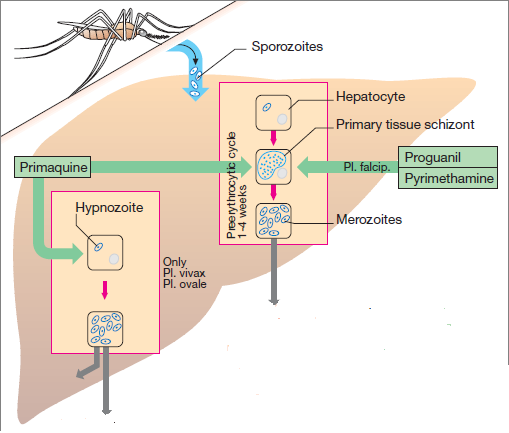 Sporozoites
Hepatocyte
Primary tissue schizont
Preerythrocytic cycle
1-4 weeks
Proguanil
Pyrimethamine
Pl. falcip.
Primaquine
Merozoites
Hypnozoite
Only
Pl. vivax
Pl. ovale